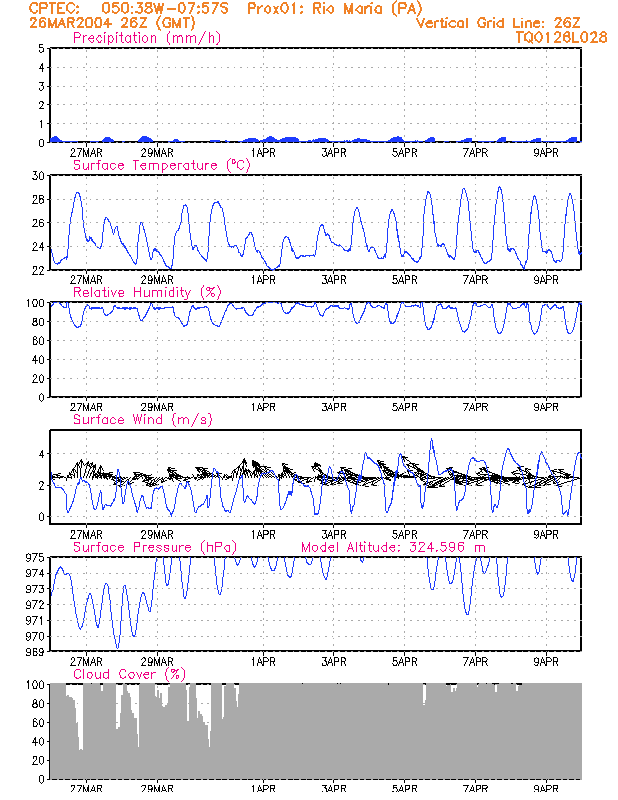 CPTEC: 050:38W-07:57S Prox01: Rio Maria (PA)
26MAR2004 26Z (GMT) Vertical Grid Line: 26Z
Precipitation (mm/h) TQ0126L028
5
4
3
2
1
0
27MAR 29MAR 1APR 3APR 5APR 7APR 9APR
Surface Temperature (°C)
30
28
26
24
22
27MAR 29MAR 1APR 3APR 5APR 7APR 9APR
Relative Humidity (%)
100
80
60
40
20
0
27MAR 29MAR 1APR 3APR 5APR 7APR 9APR
Surface Wind (m/s)
4
2
0
27MAR 29MAR 1APR 3APR 5APR 7APR 9APR
Surface Pressure (hPa) Model Altitude: 324.596 m
975
974
973
972
971
970
969
27MAR 29MAR 1APR 3APR 5APR 7APR 9APR
Cloud Cover (%)
100
80
60
40
20
0
27MAR 29MAR 1APR 3APR 5APR 7APR 9APR